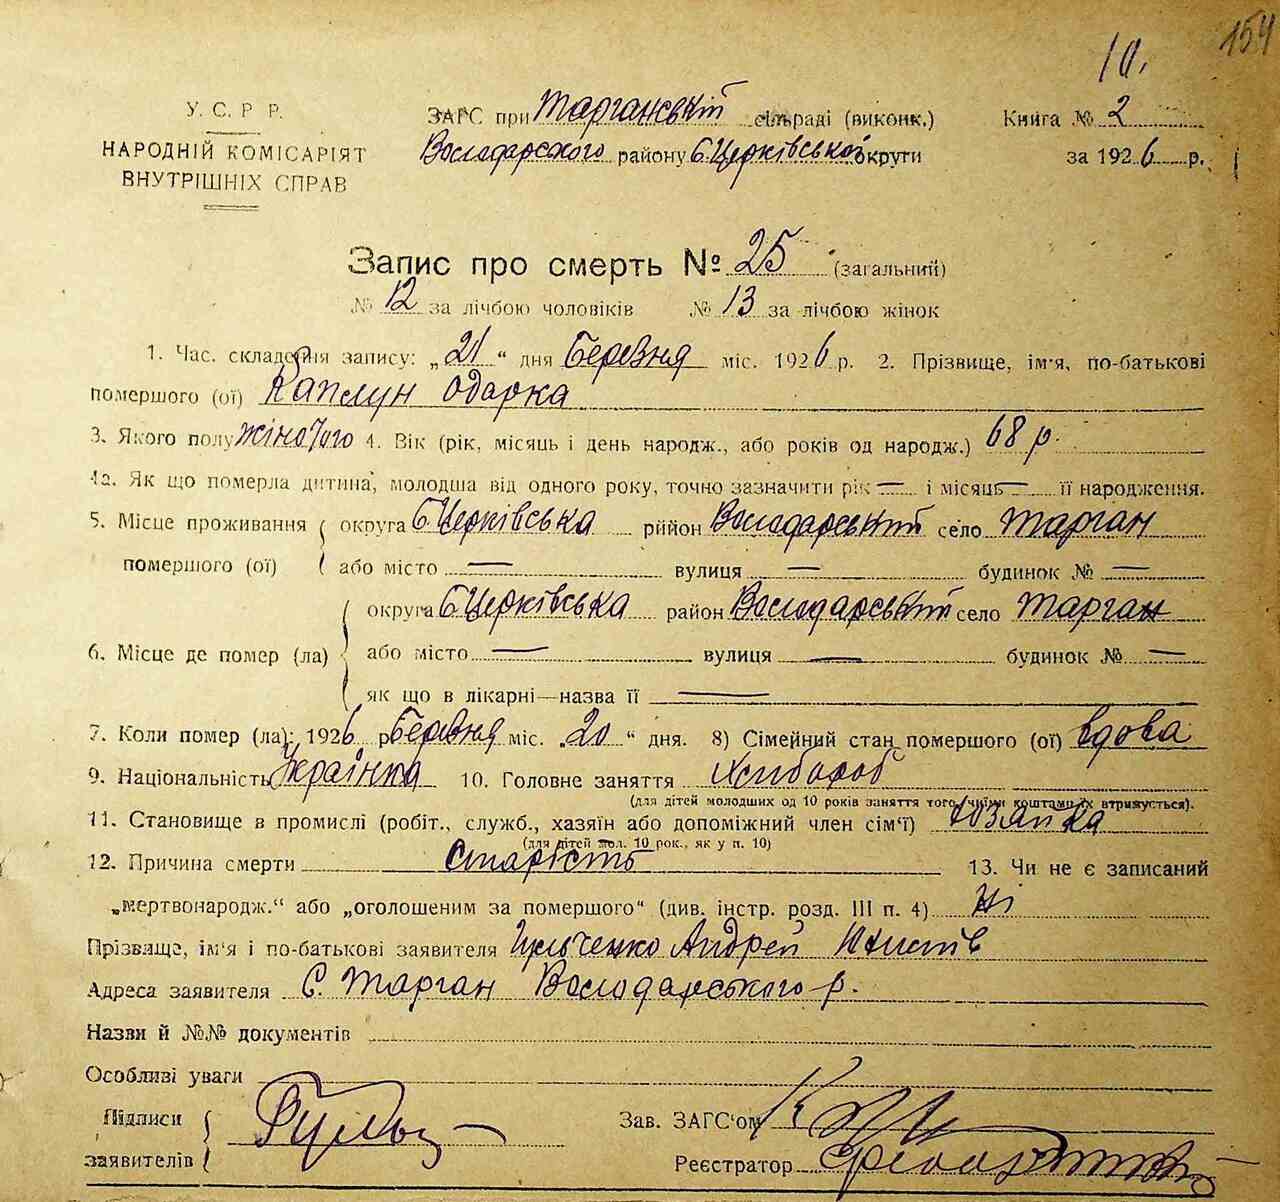 154
10.
У. С. Р Р.
НАРОДНІЙ КОМІСАРІЯТ
ВНУТРІШНІХ СПРАВ
ЗАГС при Тарганській сільраді (виконк.)
Володарского району Б Церківської округи
Книга № 2
за 1926 р.
Запис про смерть № 25 (загальний)
№ 12 за лічбою чоловіків № 13 за лічбою жінок
1. Час. складення запису: „21“ дня Березня міс. 1926 р. 2. Прізвище, ім'я, по-батькові
помершого (ої) Каплун Одарка
3. Якого полу жіночого 4. Вік (рік, місяць і день народж., або років од народж.) 68 р.
4а. Як що померла дитина, молодша від одного року, точно зазначити рік — і місяць — її народження.
5. Місце проживання помершого (ої) округа Б Церківська рийон Володарський село Тарган
або місто — вулиця — будинок № —
6. Місце де помер (ла) округа Б Церківська район Володарський село Тарган
або місто — вулиця — будинок № —
як що в лікарні—назва її —
7. Коли помер (ла): 1926 р Березня міс. „20“ дня. 8) Сімейний стан помершого (ої) вдова
9. Національність Українка 10. Головне заняття Хлібороб
(для дітей молодших од 10 років заняття того, чиїми коштами їх втримується).
11. Становище в промислі (робіт., служб., хазяїн або допоміжний член сім'ї) Хозяйка
(для дітей мол. 10 рок., як у п. 10)
12. Причина смерти Старість 13. Чи не є записаний
„мертвонародж.“ або „оголошеним за помершого“ (див. інстр. розд. III п. 4) Ні
Прізвище, ім'я і по-батькові заявителя Андрей
Адреса заявителя С. Тарган Володарського р.
Назви й №№ документів
Особливі уваги
Підписи заявителів
Зав. ЗАГС'ом
Реєстратор